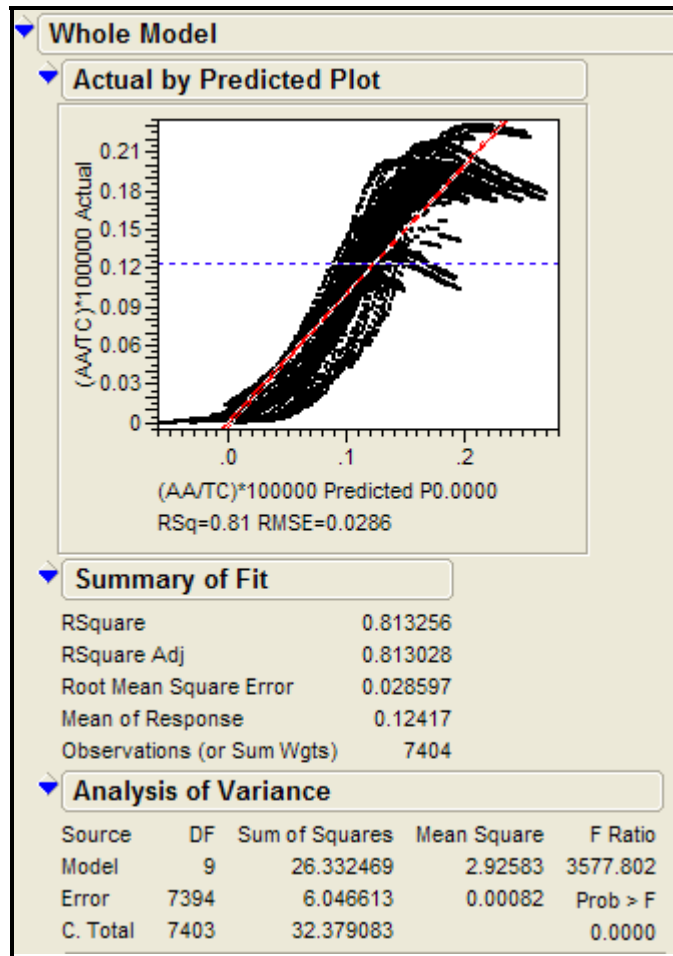 Whole Model
Actual by Predicted Plot
(AA/TC)*100000 Actual
0.21
0.18
0.15
0.12
0.09
0.06
0.03
0
.0 .1 .2
(AA/TC)*100000 Predicted P0.0000
RSq=0.81 RMSE=0.0286
Summary of Fit
RSquare 0.813256
RSquare Adj 0.813028
Root Mean Square Error 0.028597
Mean of Response 0.12417
Observations (or Sum Wgts) 7404
Analysis of Variance
Source DF Sum of Squares Mean Square F Ratio
Model 9 26.332469 2.92583 3577.802
Error 7394 6.046613 0.00082 Prob > F
C. Total 7403 32.379083 0.0000